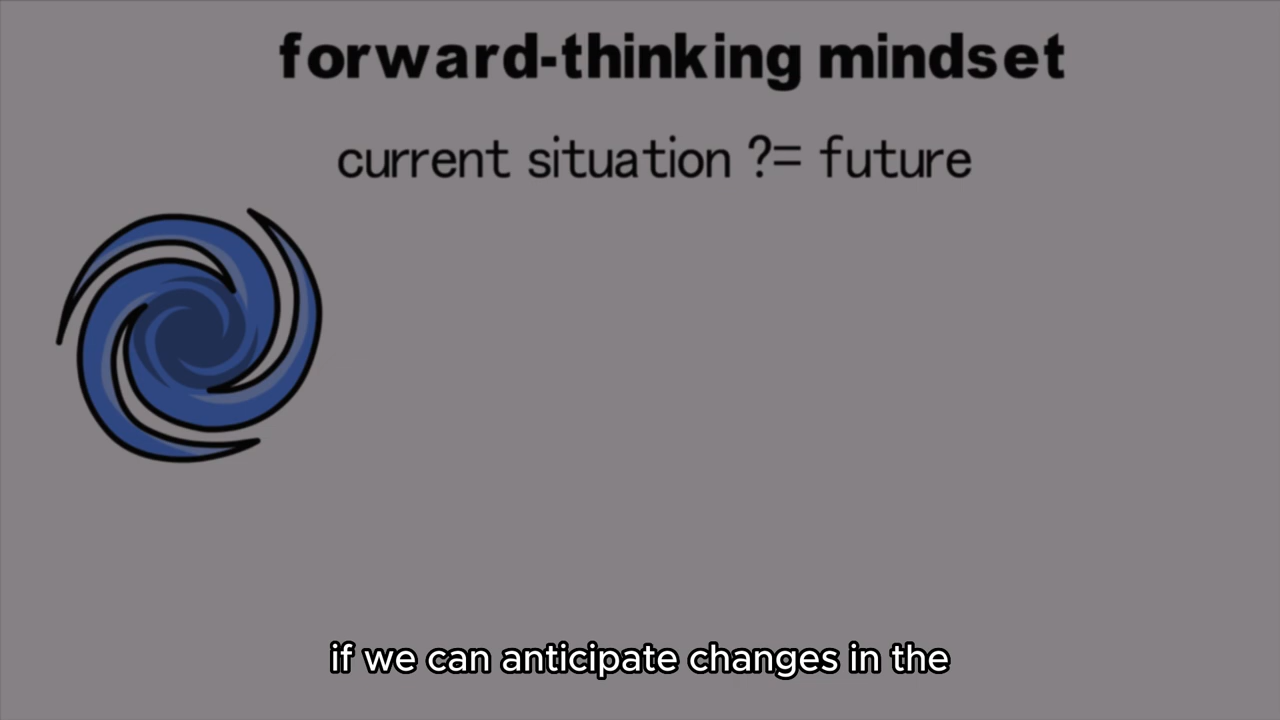 forward-thinking mindset
current situation ?= future
if we can anticipate changes in the